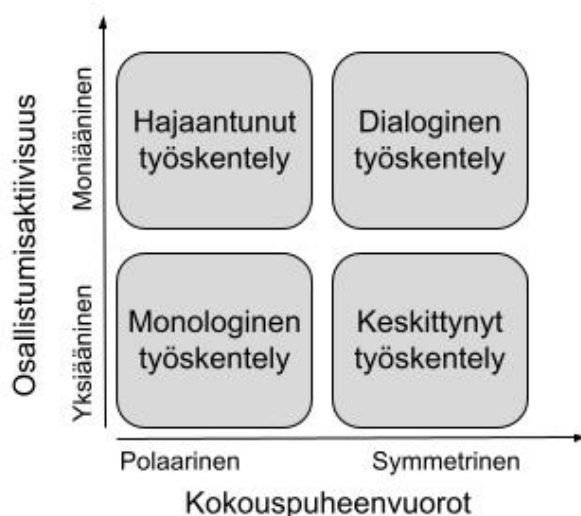 Osallistumisaktiivisuus
Moniääninen
Yksiääninen
Hajaantunut
työskentely
Dialoginen
työskentely
Monologinen
työskentely
Keskittynyt
työskentely
Polaarinen
Symmetrinen
Kokouspuheenvuorot